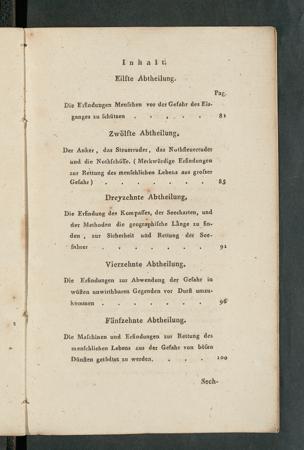 Inhalt.
Eilfte Abtheilung.
Pag.
Die Erfindungen Menschen vor der Gefahr des Eis-
ganges zu schützen . . . . . 81
Zwölfte Abtheilung.
Der Anker, das Steuerruder, das Nothsteuerruder
und die Nothschüsse. (Merkwürdige Erfindungen
zur Rettung des menschlichen Lebens aus grosser
Gefahr) . . . . . . . 85
Dreyzehnte Abtheilung.
Die Erfindung des Kompasses, der Seecharten, und
der Methoden die geographische Länge zu fin-
den, zur Sicherheit und Rettung der See-
fahrer . . . . . . . 91
Vierzehnte Abtheilung.
Die Erfindungen zur Abwendung der Gefahr in
wüsten unwirthbaren Gegenden vor Durst umzu-
kommen . . . . . . . 96
Fünfzehnte Abtheilung.
Die Maschinen und Erfindungen zur Rettung des
menschlichen Lebens aus der Gefahr von bösen
Dünsten getödtet zu werden. . . . 100
Sech-